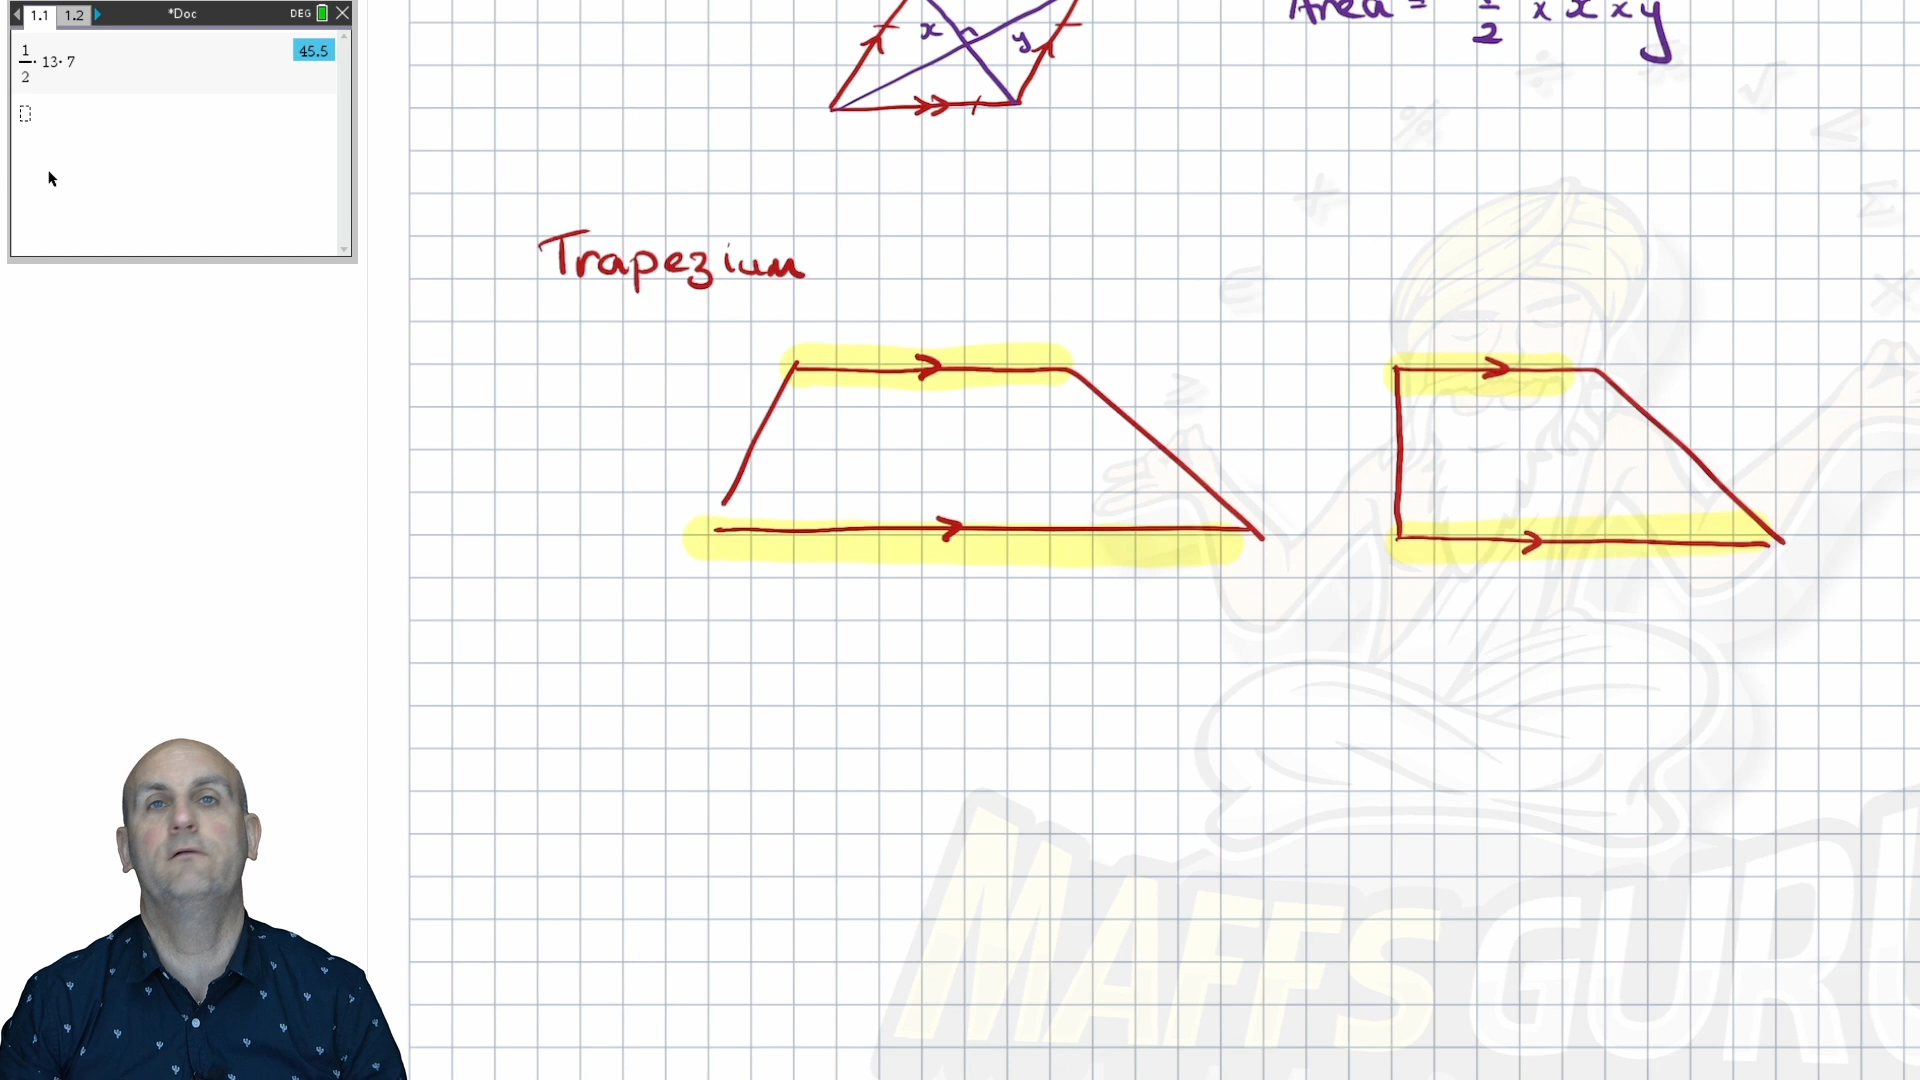 1.1 1.2 *Doc DEG
1/2 · 13 · 7 45.5
x y
Area = 1/2 x x x y
Trapezium
MAFFS GURU